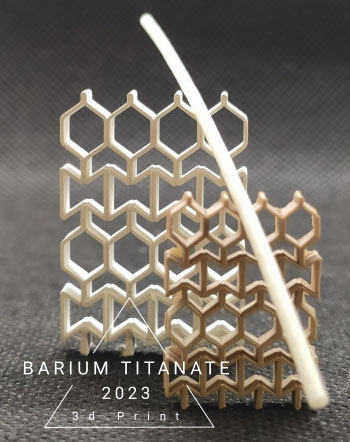 BARIUM TITANATE
2023
3d Print